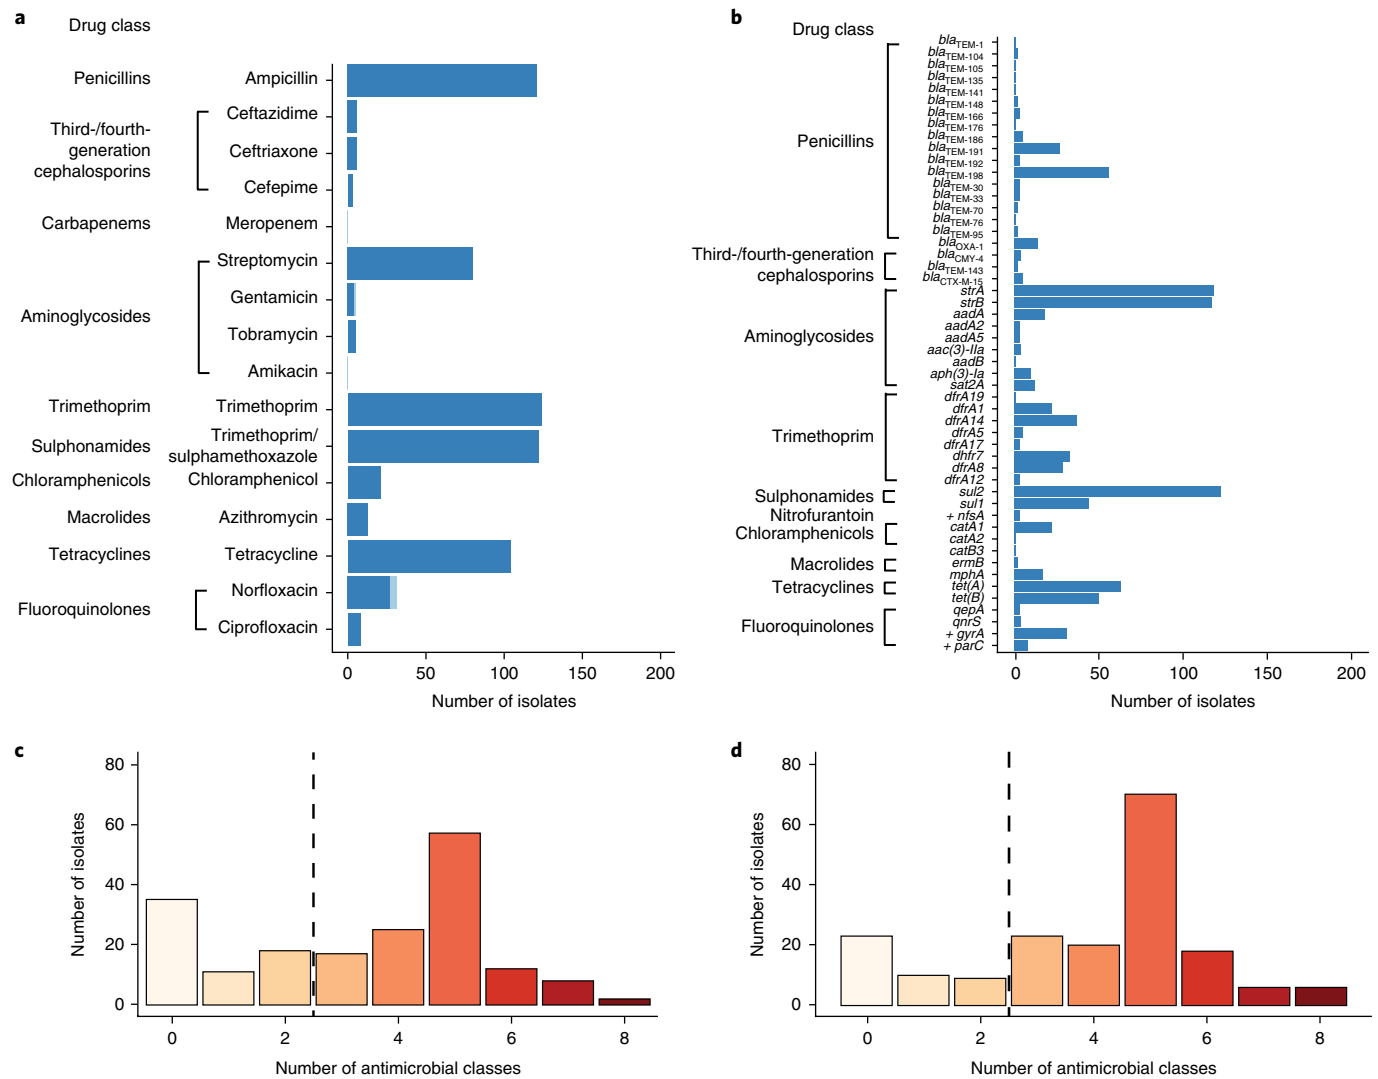 a
Drug class
Penicillins
Ampicillin
Third-/fourth-
generation
cephalosporins
Ceftazidime
Ceftriaxone
Cefepime
Carbapenems
Meropenem
Aminoglycosides
Streptomycin
Gentamicin
Tobramycin
Amikacin
Trimethoprim
Trimethoprim
Sulphonamides
Trimethoprim/
sulphamethoxazole
Chloramphenicols
Chloramphenicol
Macrolides
Azithromycin
Tetracyclines
Tetracycline
Fluoroquinolones
Norfloxacin
Ciprofloxacin
0 50 100 150 200
Number of isolates
b
Drug class
Penicillins
blaTEM-1
blaTEM-104
blaTEM-105
blaTEM-135
blaTEM-141
blaTEM-148
blaTEM-166
blaTEM-176
blaTEM-186
blaTEM-191
blaTEM-192
blaTEM-198
blaTEM-30
blaTEM-33
blaTEM-70
blaTEM-76
blaTEM-95
blaOXA-1
Third-/fourth-generation
cephalosporins
blaCMY-4
blaTEM-143
blaCTX-M-15
Aminoglycosides
strA
strB
aadA
aadA2
aadA5
aac(3)-IIa
aadB
aph(3)-Ia
sat2A
Trimethoprim
dfrA19
dfrA1
dfrA14
dfrA5
dfrA17
dhfr7
dfrA8
dfrA12
Sulphonamides
sul2
sul1
Nitrofurantoin
+ nfsA
Chloramphenicols
catA1
catA2
catB3
Macrolides
ermB
mphA
Tetracyclines
tet(A)
tet(B)
Fluoroquinolones
qepA
qnrS
+ gyrA
+ parC
0 50 100 150 200
Number of isolates
c
Number of isolates
80
60
40
20
0
0 2 4 6 8
Number of antimicrobial classes
d
Number of isolates
80
60
40
20
0
0 2 4 6 8
Number of antimicrobial classes